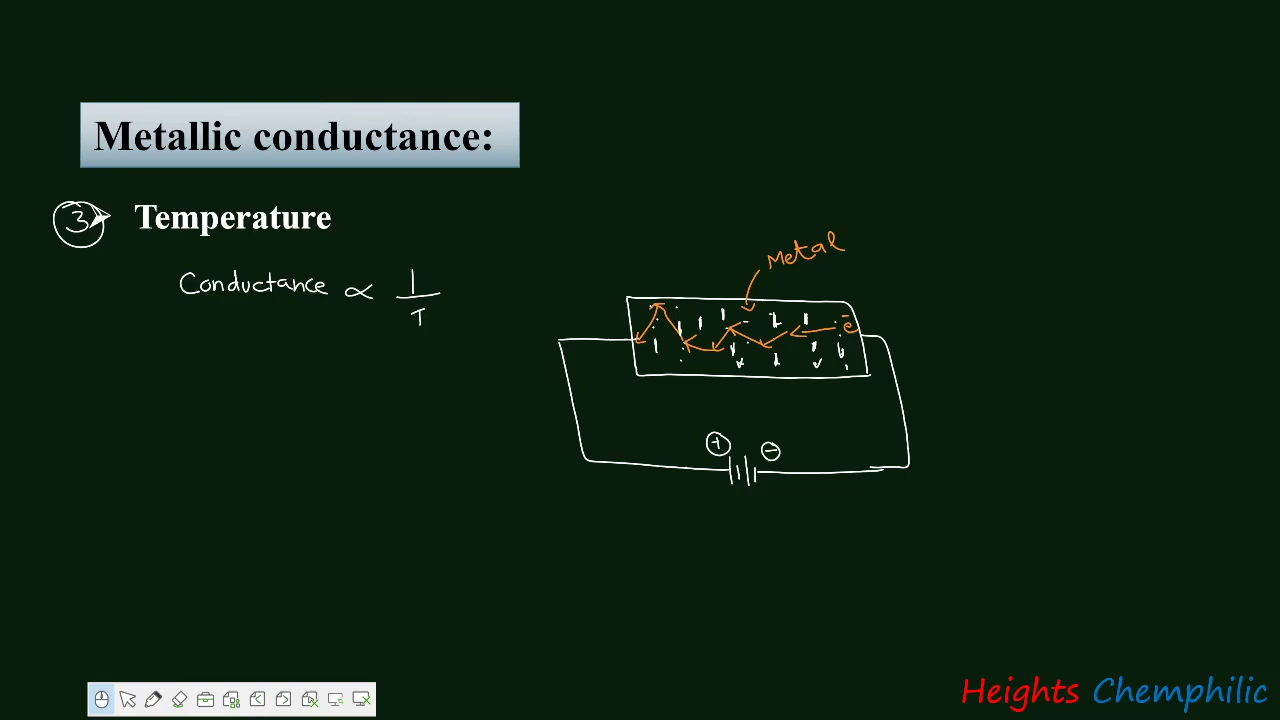 Metallic conductance:
3 Temperature
Conductance ∝ 1/T
Metal
e⁻
+ −
Heights Chemphilic